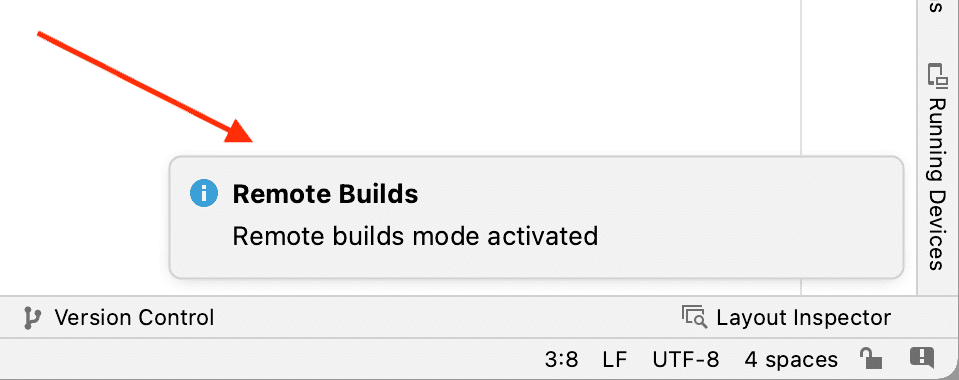 s
Running Devices
Remote Builds
Remote builds mode activated
Version Control
Layout Inspector
3:8 LF UTF-8 4 spaces